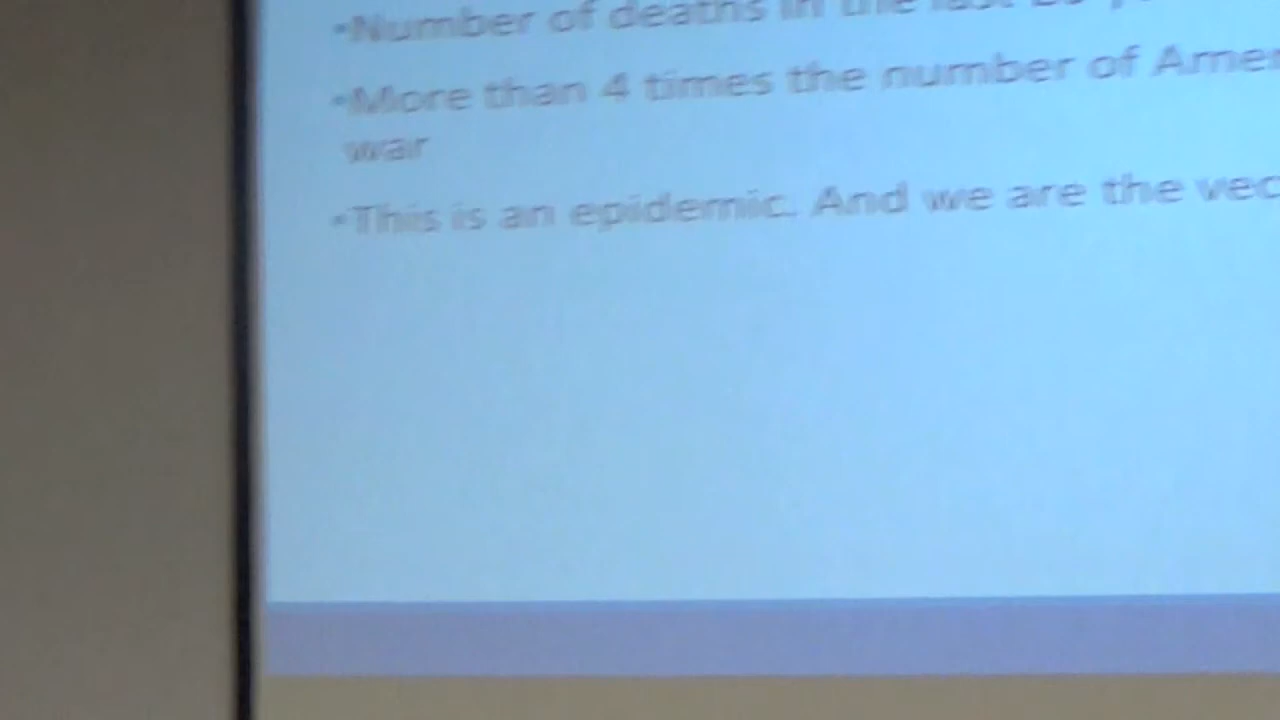 •Number of deaths in the last
•More than 4 times the number of
war
•This is an epidemic. And we are the